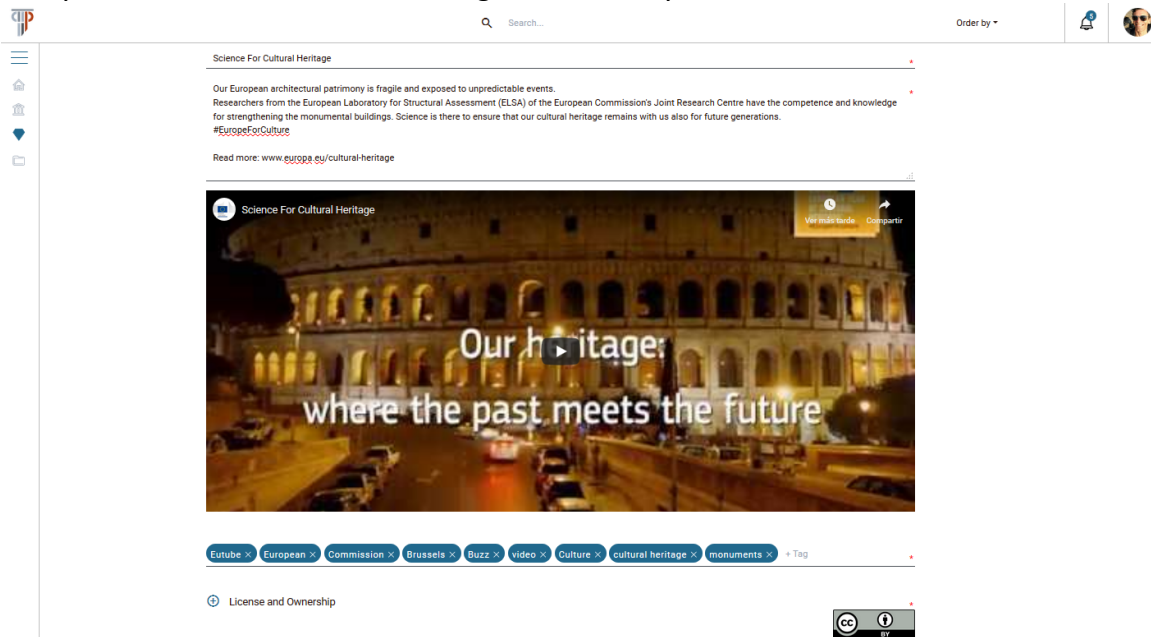 Search...
Order by
5
Science For Cultural Heritage
*
Our European architectural patrimony is fragile and exposed to unpredictable events.
*
Researchers from the European Laboratory for Structural Assessment (ELSA) of the European Commission's Joint Research Centre have the competence and knowledge
for strengthening the monumental buildings. Science is there to ensure that our cultural heritage remains with us also for future generations.
#EuropeForCulture
Read more: www.europa.eu/cultural-heritage
Science For Cultural Heritage
Ver más tarde
Compartir
Our heritage:
where the past meets the future
Eutube × European × Commission × Brussels × Buzz × video × Culture × cultural heritage × monuments × + Tag
*
License and Ownership
*
cc
BY